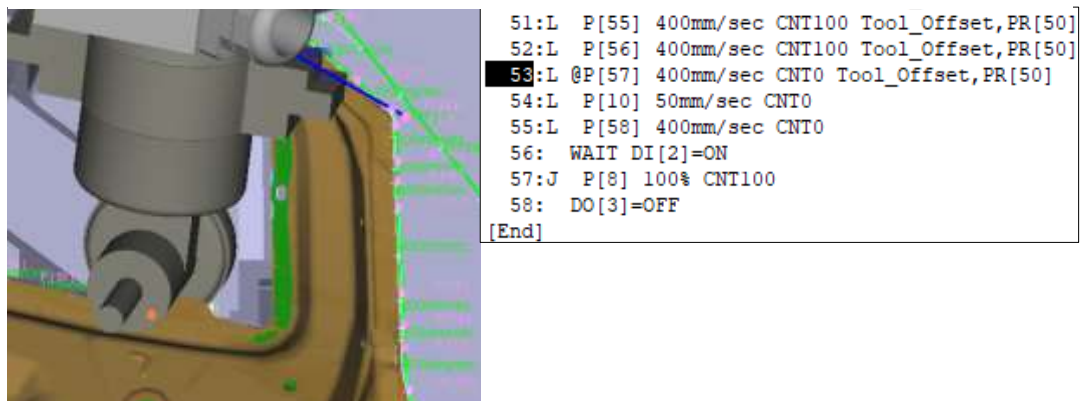 51:L P[55] 400mm/sec CNT100 Tool_Offset,PR[50]
52:L P[56] 400mm/sec CNT100 Tool_Offset,PR[50]
53:L @P[57] 400mm/sec CNT0 Tool_Offset,PR[50]
54:L P[10] 50mm/sec CNT0
55:L P[58] 400mm/sec CNT0
56: WAIT DI[2]=ON
57:J P[8] 100% CNT100
58: DO[3]=OFF
[End]